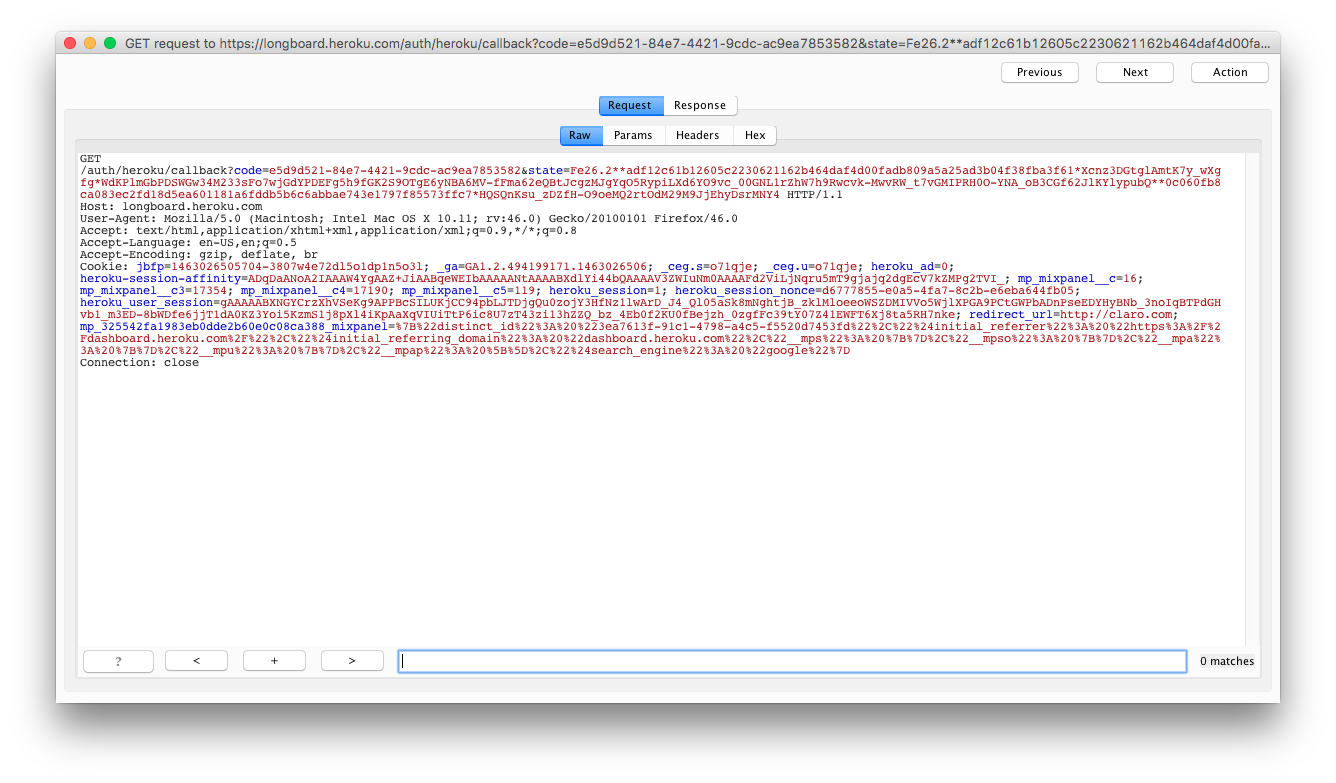 GET request to https://longboard.heroku.com/auth/heroku/callback?code=e5d9d521-84e7-4421-9cdc-ac9ea7853582&state=Fe26.2**adf12c61b12605c2230621162b464daf4d00fa...
Previous Next Action
Request Response
Raw Params Headers Hex
GET
/auth/heroku/callback?code=e5d9d521-84e7-4421-9cdc-ac9ea7853582&state=Fe26.2**adf12c61b12605c2230621162b464daf4d00fadb809a5a25ad3b04f38fba3f61*Xcnz3DGtglAmtK7y_wXg
fg*WdKPlmGbPDSWGw34M233sFo7wjGdYPDEFg5h9fGK2S9OTgE6yNBA6MV-fFma62eQBtJcgzMJgYqO5RypiLXd6YO9vc_00GNL1rZhW7h9Rwcvk-MwvRW_t7vGMIPRH0O-YNA_oB3CGf62JlKYlypubQ**0c060fb8
ca083ec2fd18d5ea601181a6fddb5b6c6abbae743e1797f85573ffc7*HQSQnKsu_zDZfH-O9oeMQ2rtOdM29M9JjEhyDsrMNY4 HTTP/1.1
Host: longboard.heroku.com
User-Agent: Mozilla/5.0 (Macintosh; Intel Mac OS X 10.11; rv:46.0) Gecko/20100101 Firefox/46.0
Accept: text/html,application/xhtml+xml,application/xml;q=0.9,*/*;q=0.8
Accept-Language: en-US,en;q=0.5
Accept-Encoding: gzip, deflate, br
Cookie: jbfp=1463026505704-3807w4e72dl5o1dp1n5o3l; _ga=GA1.2.494199171.1463026506; _ceg.s=o71qje; _ceg.u=o71qje; heroku_ad=0;
heroku-session-affinity=ADqDaANoA2IAAAW4YgAAZ+JiAABqeWEIbAAAAANtAAAABXdlYi44bQAAAAV3ZWIuNm0AAAAFd2ViLjNqru5mT9gjajq2dgEcV7kZMPg2TVI_; mp_mixpanel__c=16;
mp_mixpanel__c3=17354; mp_mixpanel__c4=17190; mp_mixpanel__c5=119; heroku_session=1; heroku_session_nonce=d6777855-e0a5-4fa7-8c2b-e6eba644fb05;
heroku_user_session=gAAAAABXNGYCrzXhVSeKg9APPBcSILUKjCC94pbLJTDjgQu0zojY3HfNz1lwArD_J4_Ql05aSk8mNghtjB_zklMloeeoWSZDMIVVo5WjlXPGA9PCtGWPbADnPseEDYHyBNb_3noIqBTPdGH
vbl_m3ED-8bWDfe6jjT1dA0KZ3Yoi5KzmS1j8pXl4iKpAaXqVIUiTtP6ic8U7zT43zi13hZZQ_bz_4Eb0f2KU0fBejzh_0zgfFc39tY07Z41EWFT6Xj8ta5RH7nke; redirect_url=http://claro.com;
mp_325542fa1983eb0dde2b60e0c08ca388_mixpanel=%7B%22distinct_id%22%3A%20%223ea7613f-91c1-4798-a4c5-f5520d7453fd%22%2C%22%24initial_referrer%22%3A%20%22https%3A%2F%2
Fdashboard.heroku.com%2F%22%2C%22%24initial_referring_domain%22%3A%20%22dashboard.heroku.com%22%2C%22__mps%22%3A%20%7B%7D%2C%22__mpso%22%3A%20%7B%7D%2C%22__mpa%22%
3A%20%7B%7D%2C%22__mpu%22%3A%20%7B%7D%2C%22__mpap%22%3A%20%5B%5D%2C%22%24search_engine%22%3A%20%22google%22%7D
Connection: close
? < + > 0 matches